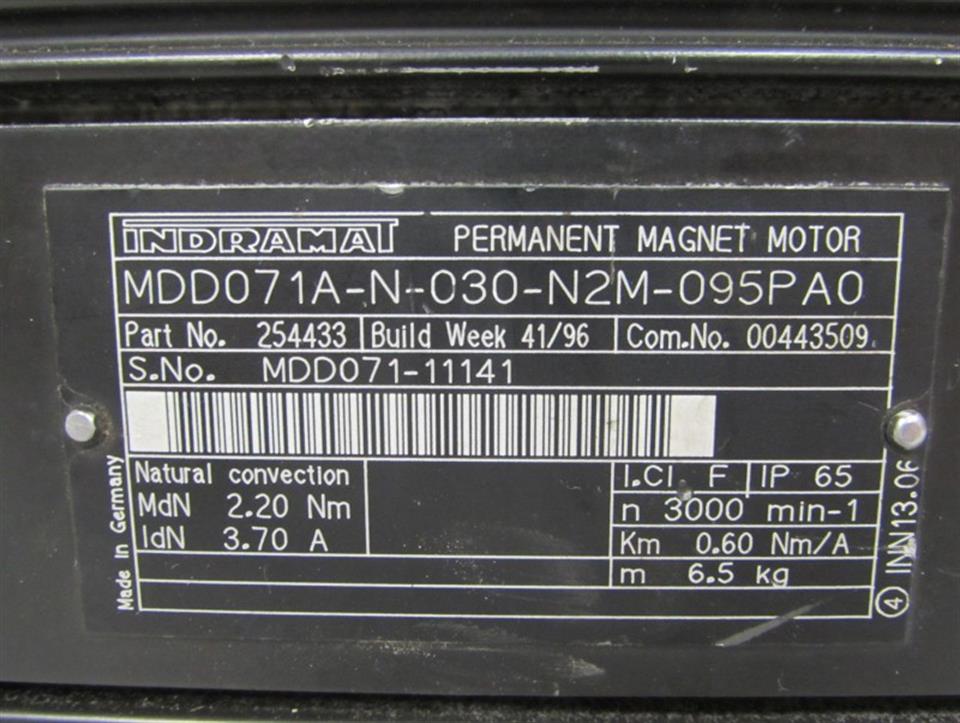 INDRAMAT PERMANENT MAGNET MOTOR
MDD071A-N-030-N2M-095PA0
Part No. 254433 Build Week 41/96 Com.No. 00443509
S.No. MDD071-11141
Natural convection I.Cl. F IP 65
MdN 2.20 Nm n 3000 min-1
IdN 3.70 A Km 0.60 Nm/A
m 6.5 kg
Made in Germany
4 INN13.06